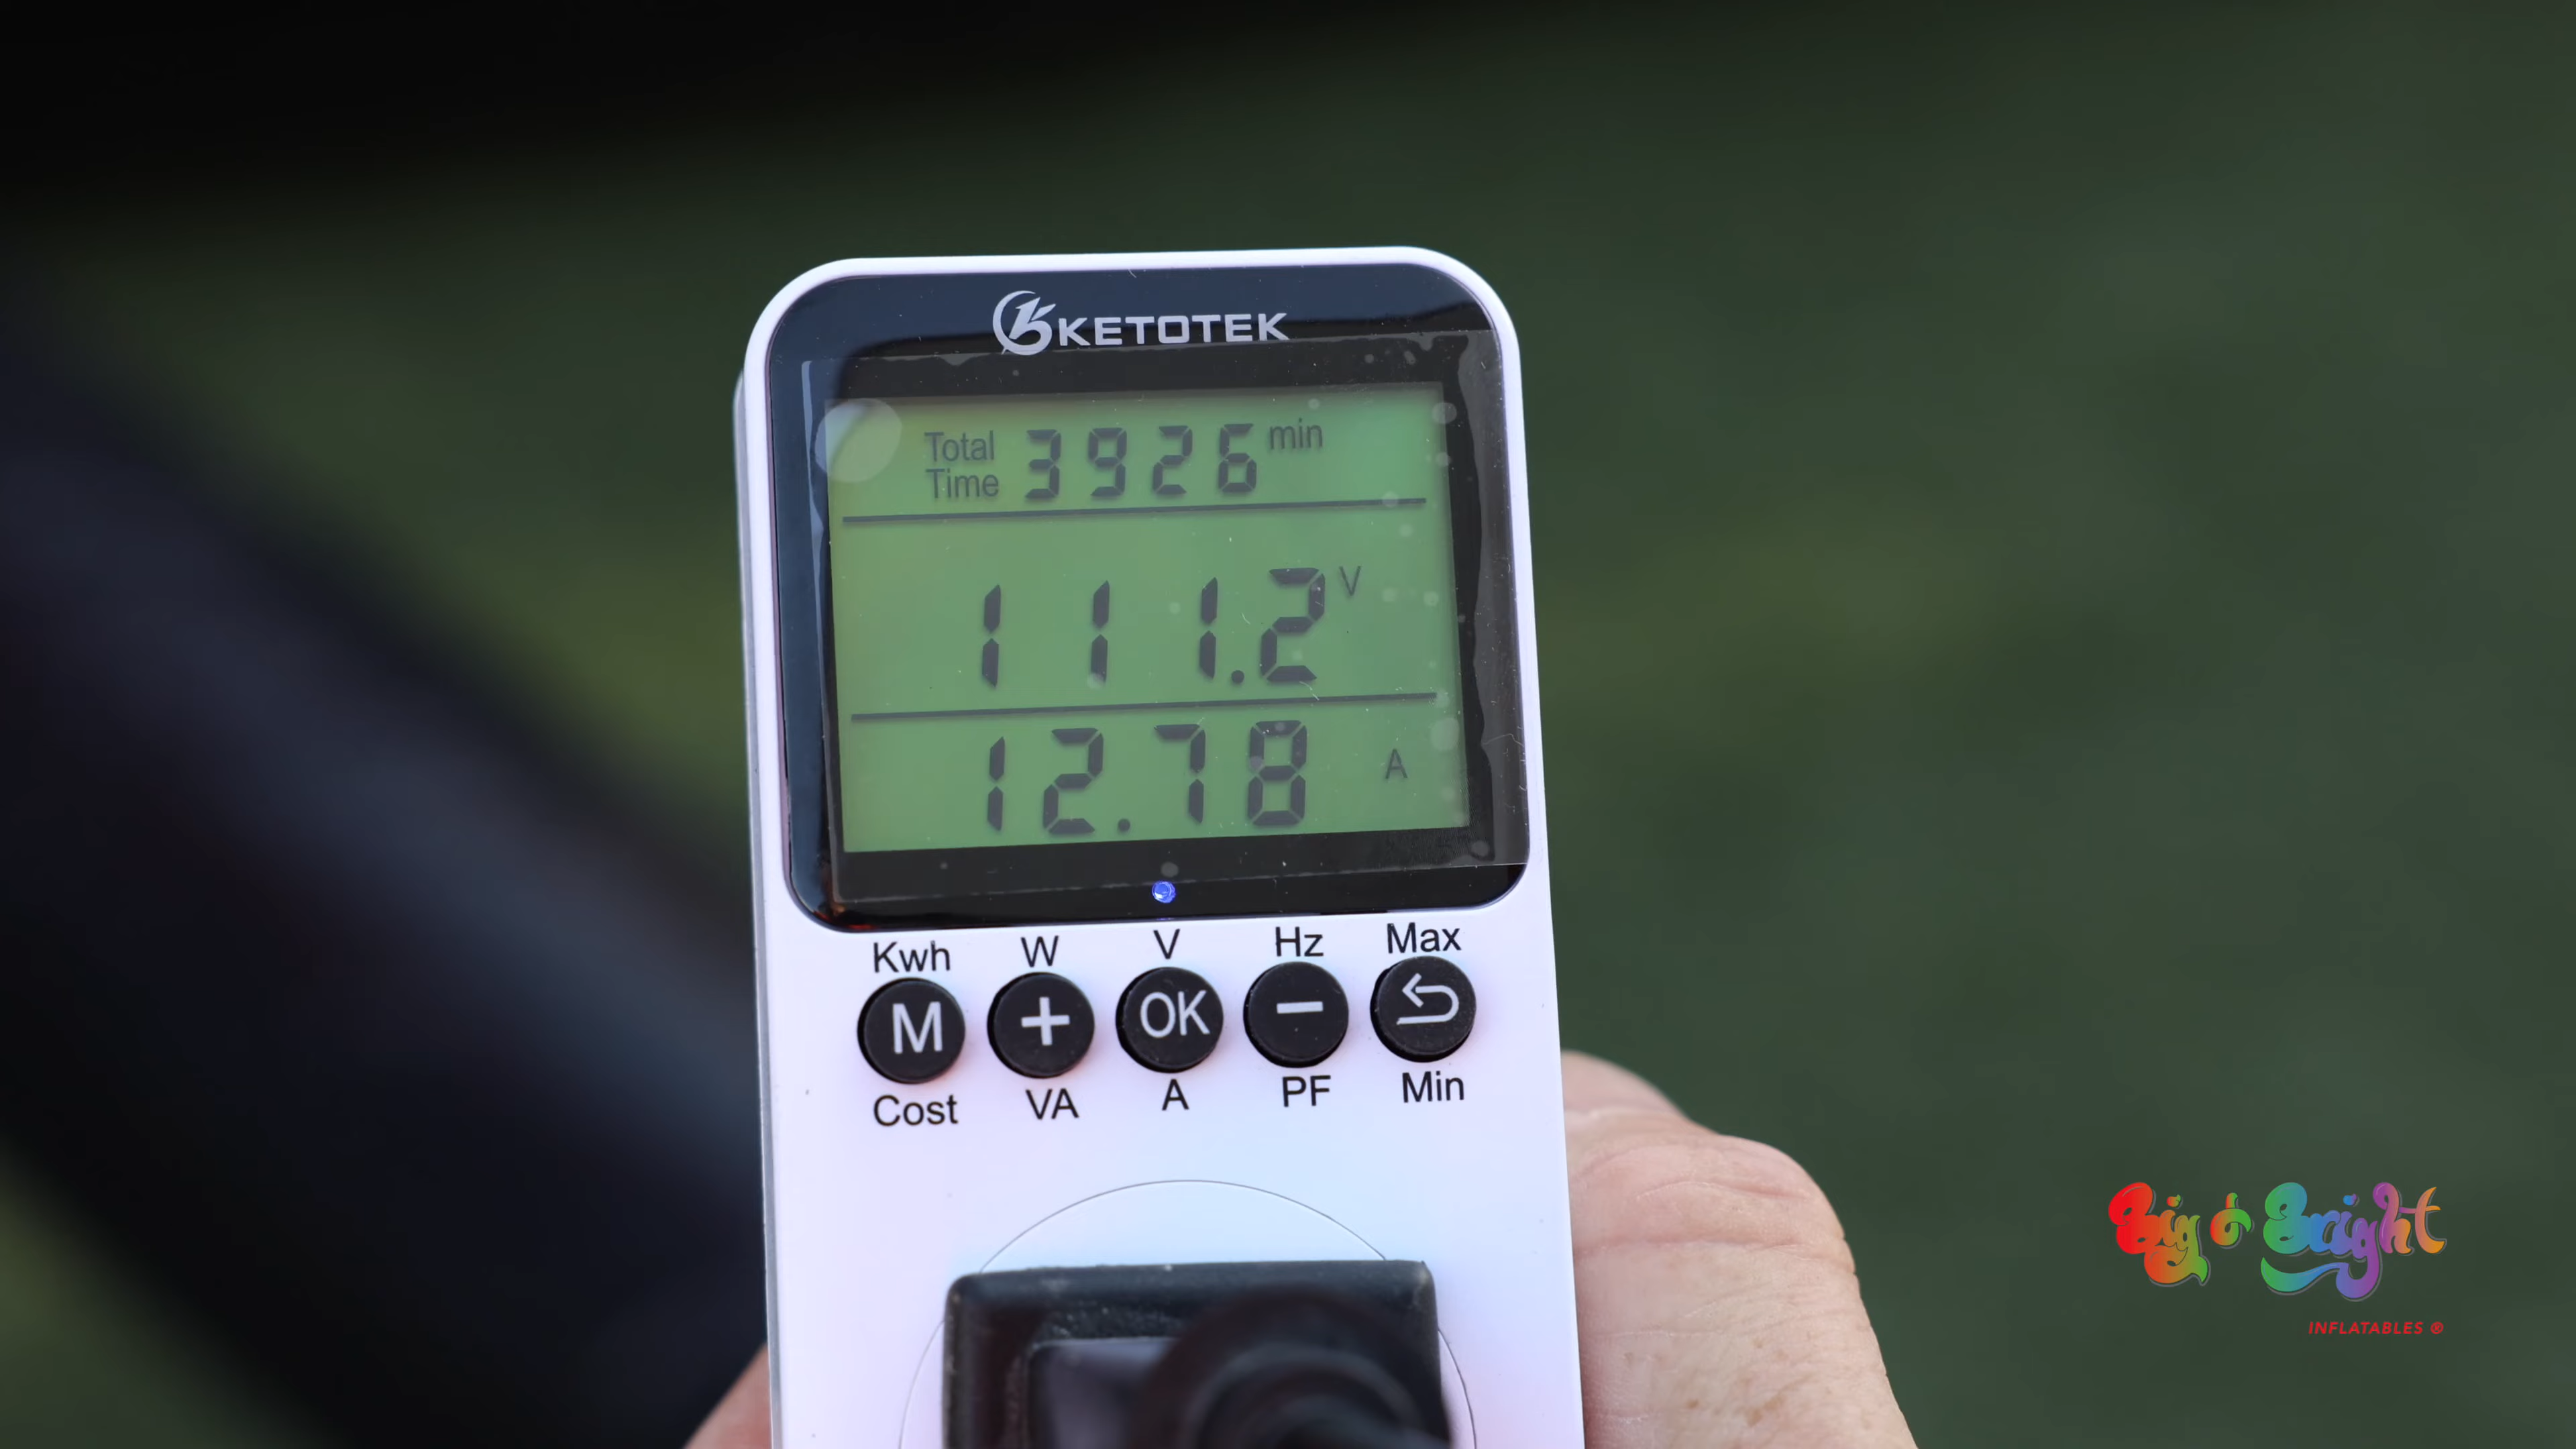 KETOTEK
Total Time 3926 min
111.2 V
12.78 A
Kwh W V Hz Max
M + OK −
Cost VA A PF Min
Big & Bright
INFLATABLES ®